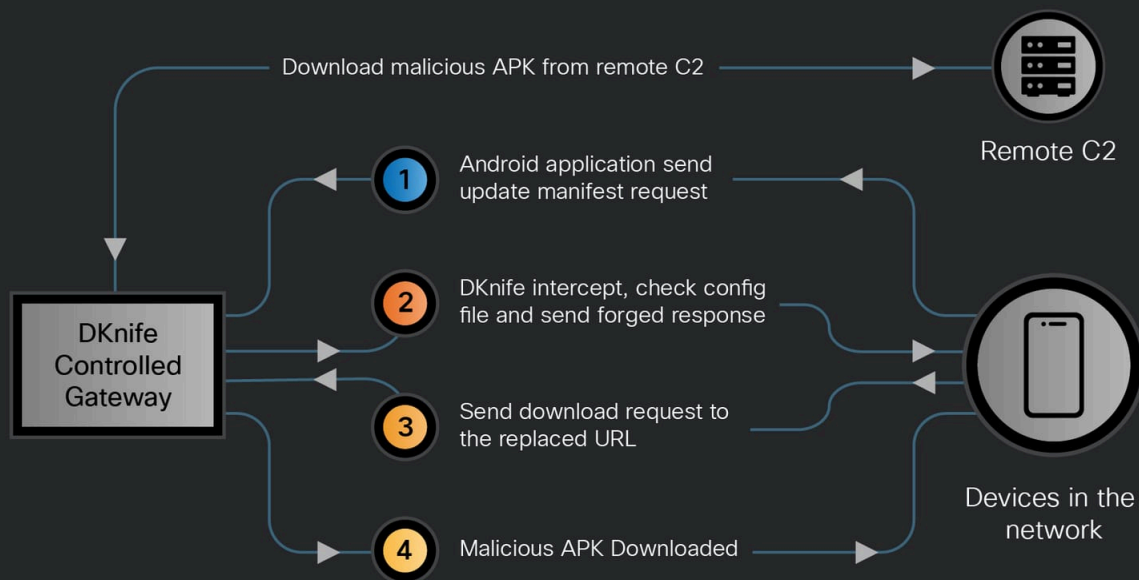 Download malicious APK from remote C2
Remote C2
1
Android application send
update manifest request
2
DKnife intercept, check config
file and send forged response
DKnife
Controlled
Gateway
3
Send download request to
the replaced URL
4
Malicious APK Downloaded
Devices in the
network